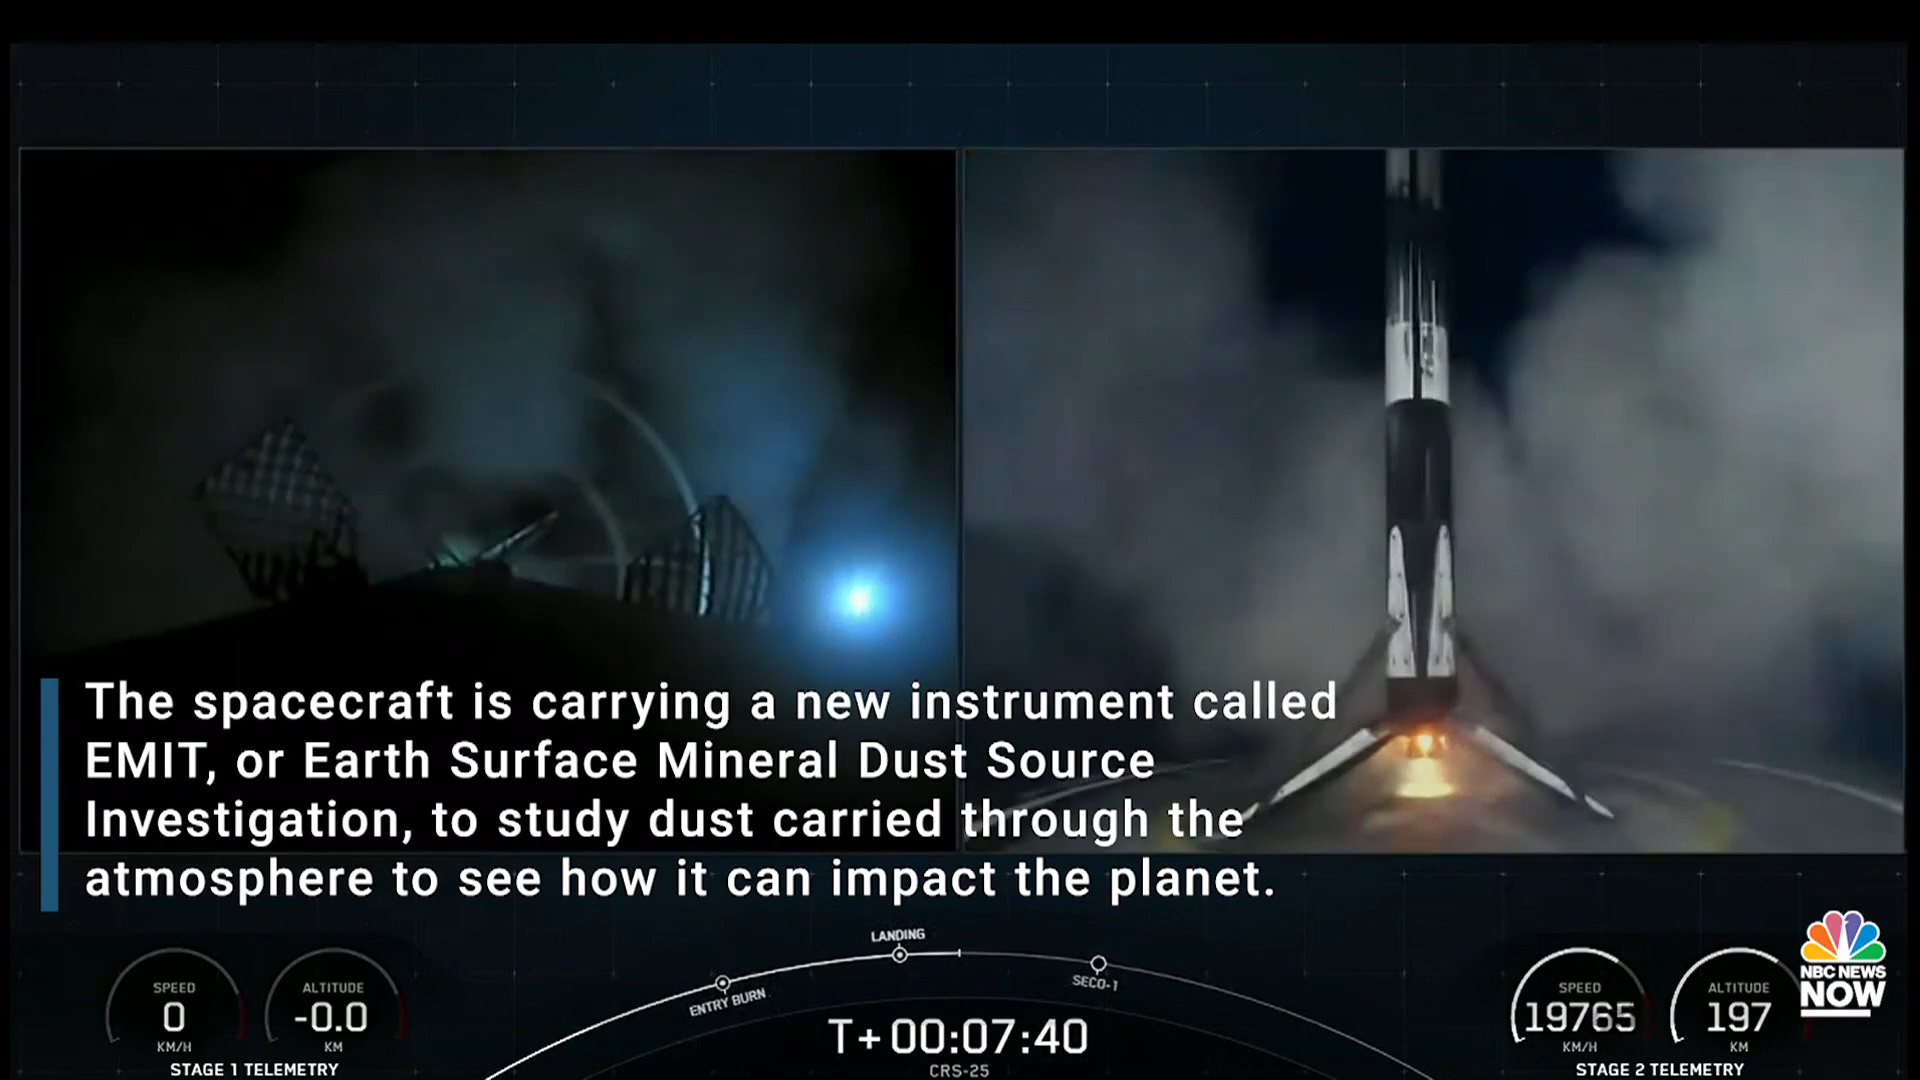 The spacecraft is carrying a new instrument called
EMIT, or Earth Surface Mineral Dust Source
Investigation, to study dust carried through the
atmosphere to see how it can impact the planet.
LANDING
ENTRY BURN
SECO-1
SPEED
0
KM/H
ALTITUDE
-0.0
KM
STAGE 1 TELEMETRY
T+ 00:07:40
CRS-25
SPEED
19765
KM/H
ALTITUDE
197
KM
STAGE 2 TELEMETRY
NBC NEWS
NOW